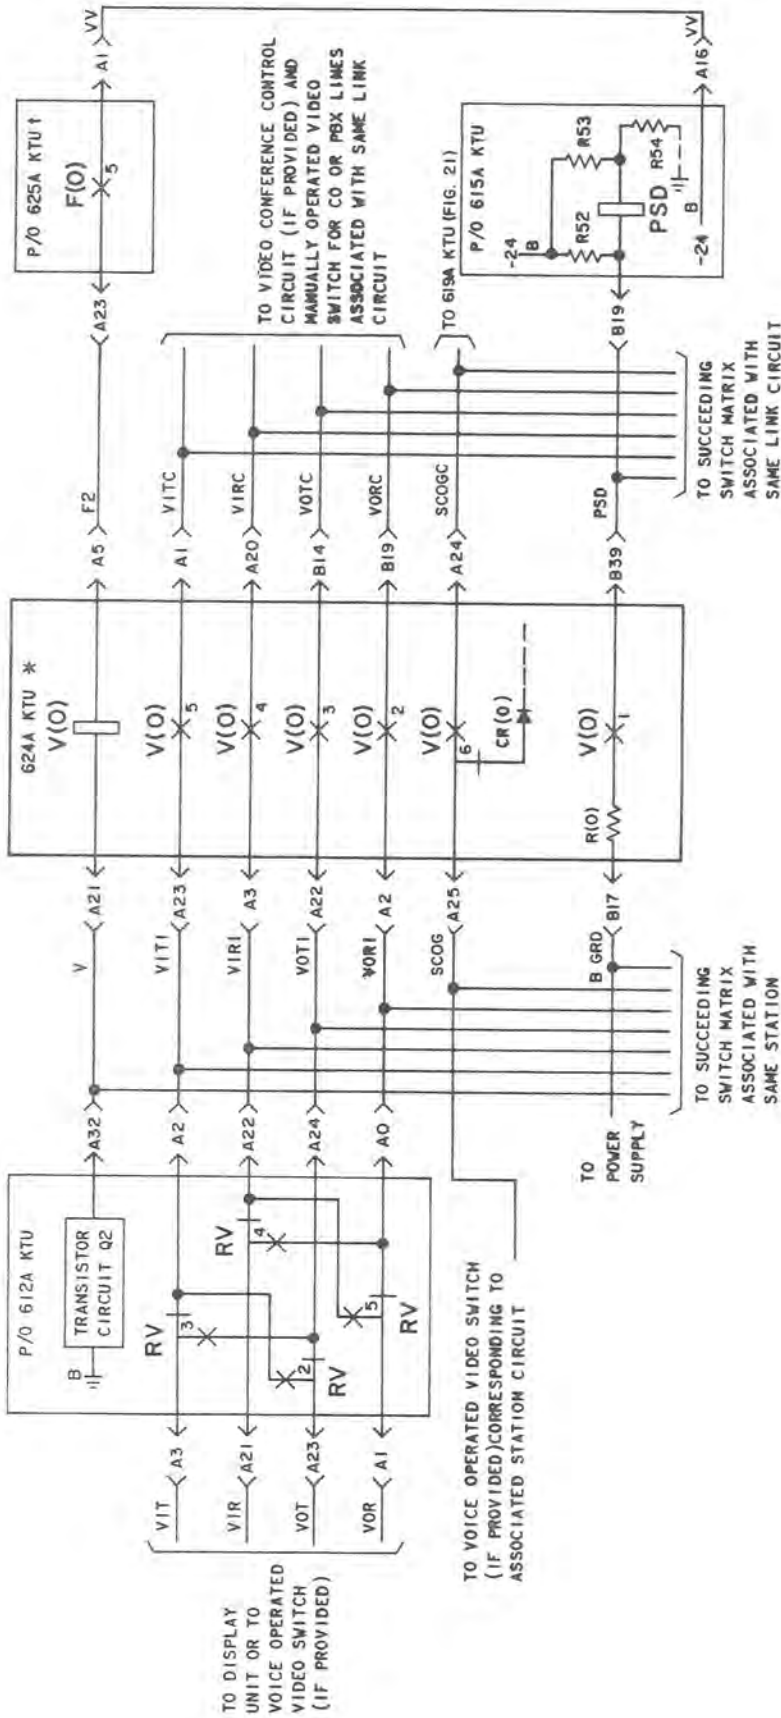 P/O 612A KTU
B
TRANSISTOR
CIRCUIT Q2
RV
3
RV
4
2
RV
5
RV
VIT
A3
VIR
A21
VOT
A23
VOR
A1
TO DISPLAY
UNIT OR TO
VOICE OPERATED
VIDEO SWITCH
(IF PROVIDED)
TO VOICE OPERATED VIDEO SWITCH
(IF PROVIDED)CORRESPONDING TO
ASSOCIATED STATION CIRCUIT
A32
V
A21
A2
VITI
A23
A22
VIRI
A3
A24
VOTI
A22
A0
VORI
A2
SCOG
A25
TO
POWER
SUPPLY
B GRD
B17
TO SUCCEEDING
SWITCH MATRIX
ASSOCIATED WITH
SAME STATION
624A KTU *
V(O)
V(O)
5
V(O)
4
V(O)
3
V(O)
2
V(O)
6
CR(O)
R(O)
V(O)
1
A5
F2
A23
A1
VITC
A20
VIRC
B14
VOTC
B19
VORC
A24
SCOGC
B39
PSD
B19
TO SUCCEEDING
SWITCH MATRIX
ASSOCIATED WITH
SAME LINK CIRCUIT
TO VIDEO CONFERENCE CONTROL
CIRCUIT (IF PROVIDED) AND
MANUALLY OPERATED VIDEO
SWITCH FOR CO OR PBX LINES
ASSOCIATED WITH SAME LINK
CIRCUIT
TO 619A KTU (FIG. 21)
P/O 625A KTU †
F(O)
5
A1
VV
P/O 615A KTU
-24
B
R52
R53
PSD
R54
B
-24
A16
VV